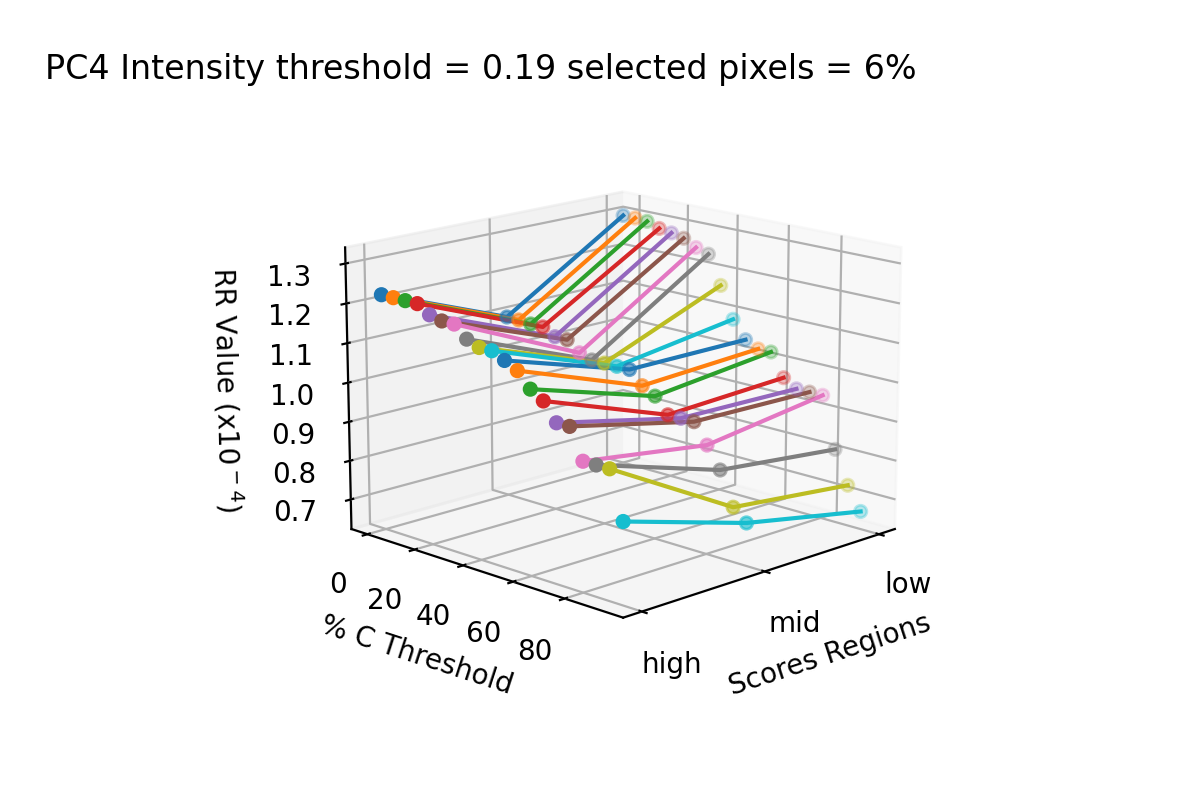 PC4 Intensity threshold = 0.19 selected pixels = 6%
1.3
1.2
1.1
1.0
0.9
0.8
0.7
RR Value (x10⁻⁴)
0
20
40
60
80
% C Threshold
high
mid
low
Scores Regions